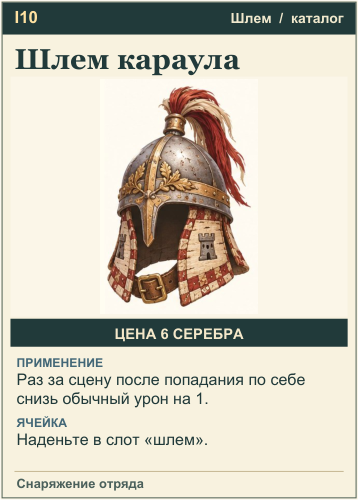 I10
Шлем / каталог
Шлем караула
ЦЕНА 6 СЕРЕБРА
ПРИМЕНЕНИЕ
Раз за сцену после попадания по себе
снизь обычный урон на 1.
ЯЧЕЙКА
Наденьте в слот «шлем».
Снаряжение отряда